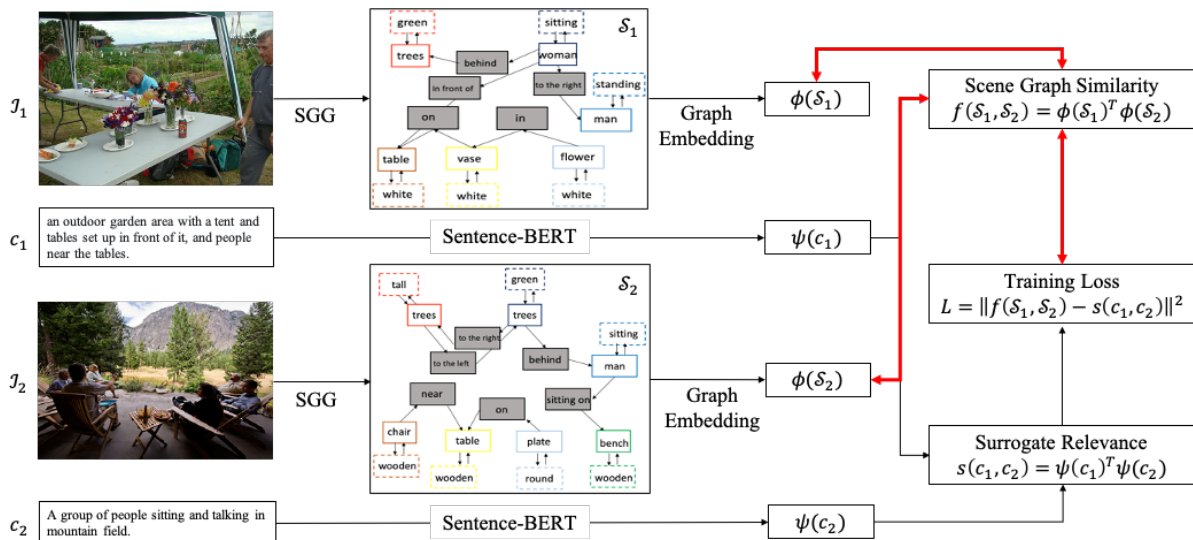 𝒥₁
SGG
𝒮₁
green
trees
behind
sitting
woman
in front of
to the right
standing
man
on
in
table
vase
flower
white
white
white
Graph
Embedding
ϕ(𝒮₁)
Scene Graph Similarity
f(𝒮₁, 𝒮₂) = ϕ(𝒮₁)ᵀ ϕ(𝒮₂)
c₁
an outdoor garden area with a tent and
tables set up in front of it, and people
near the tables.
Sentence-BERT
ψ(c₁)
Training Loss
L = ‖f(𝒮₁, 𝒮₂) − s(c₁, c₂)‖²
𝒥₂
SGG
𝒮₂
tall
trees
green
trees
to the right
to the left
behind
sitting
man
near
on
sitting on
chair
table
plate
bench
wooden
wooden
round
wooden
Graph
Embedding
ϕ(𝒮₂)
Surrogate Relevance
s(c₁, c₂) = ψ(c₁)ᵀψ(c₂)
c₂
A group of people sitting and talking in
mountain field.
Sentence-BERT
ψ(c₂)